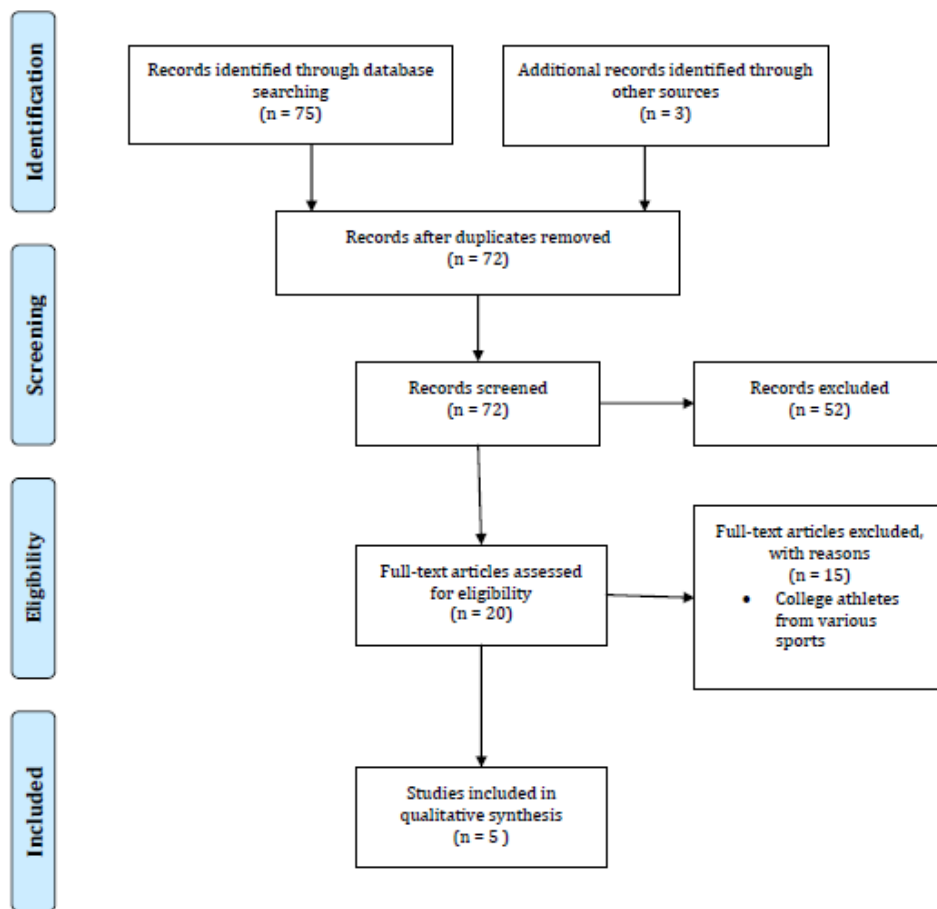 Identification
Records identified through database
searching
(n = 75)
Additional records identified through
other sources
(n = 3)
Records after duplicates removed
(n = 72)
Screening
Records screened
(n = 72)
Records excluded
(n = 52)
Eligibility
Full-text articles assessed
for eligibility
(n = 20)
Full-text articles excluded,
with reasons
(n = 15)
• College athletes
from various
sports
Included
Studies included in
qualitative synthesis
(n = 5 )